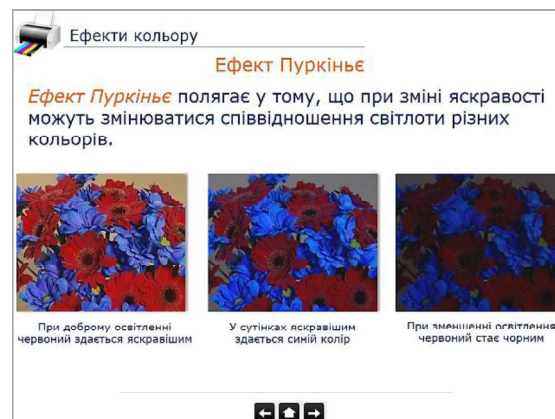 Ефекти кольору
Ефект Пуркіньє
Ефект Пуркіньє полягає у тому, що при зміні яскравості
можуть змінюватися співвідношення світлоти різних
кольорів.
При доброму освітленні
червоний здається яскравішим
У сутінках яскравішим
здається синій колір
При зменшенні освітлення
червоний стає чорним